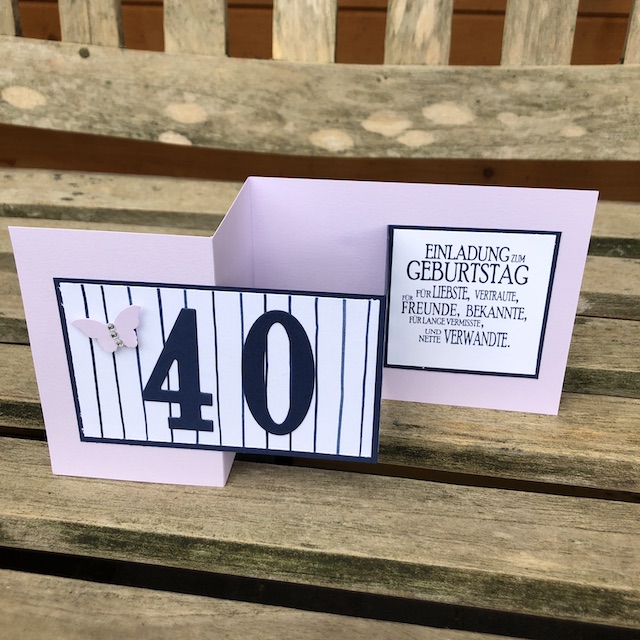 40
EINLADUNG ZUM
GEBURTSTAG
FÜR LIEBSTE, VERTRAUTE,
FÜR FREUNDE, BEKANNTE,
FÜR LANGE VERMISSTE,
UND
NETTE VERWANDTE.